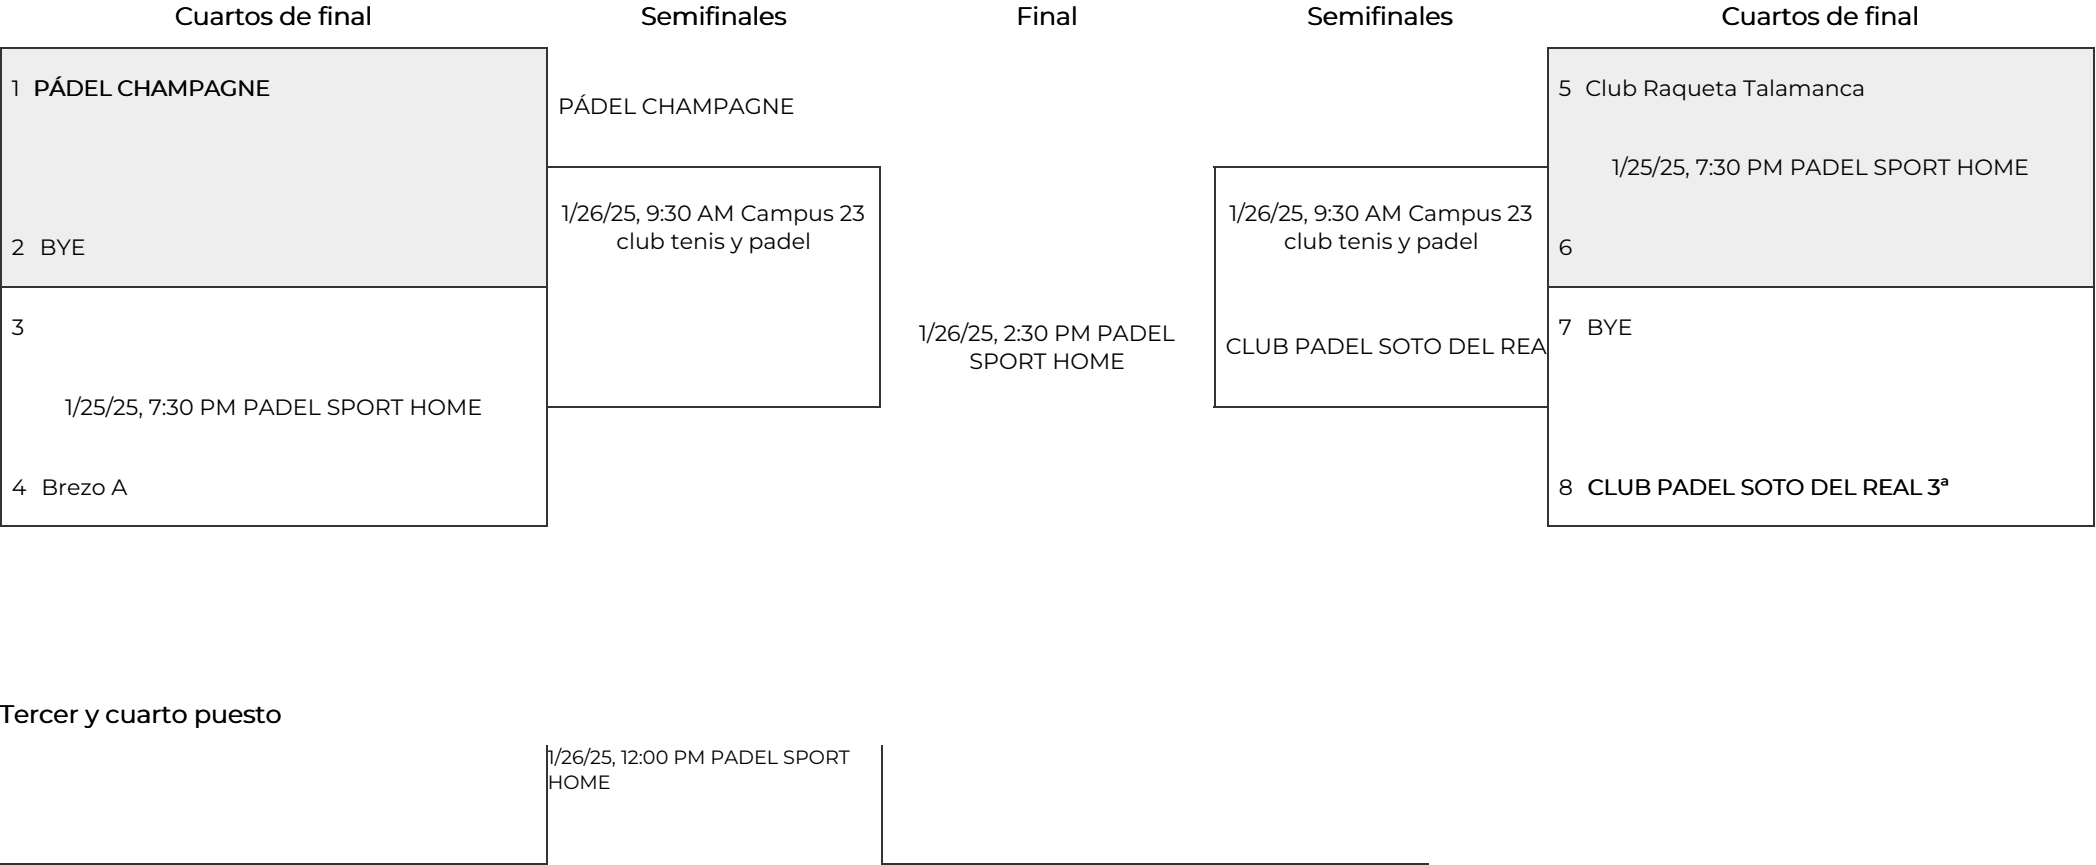 Cuartos de final
Semifinales
Final
Semifinales
Cuartos de final
1 PÁDEL CHAMPAGNE
2 BYE
3
1/25/25, 7:30 PM PADEL SPORT HOME
4 Brezo A
PÁDEL CHAMPAGNE
1/26/25, 9:30 AM Campus 23
club tenis y padel
1/26/25, 2:30 PM PADEL
SPORT HOME
1/26/25, 9:30 AM Campus 23
club tenis y padel
CLUB PADEL SOTO DEL REA
5 Club Raqueta Talamanca
1/25/25, 7:30 PM PADEL SPORT HOME
6
7 BYE
8 CLUB PADEL SOTO DEL REAL 3ª
Tercer y cuarto puesto
1/26/25, 12:00 PM PADEL SPORT
HOME